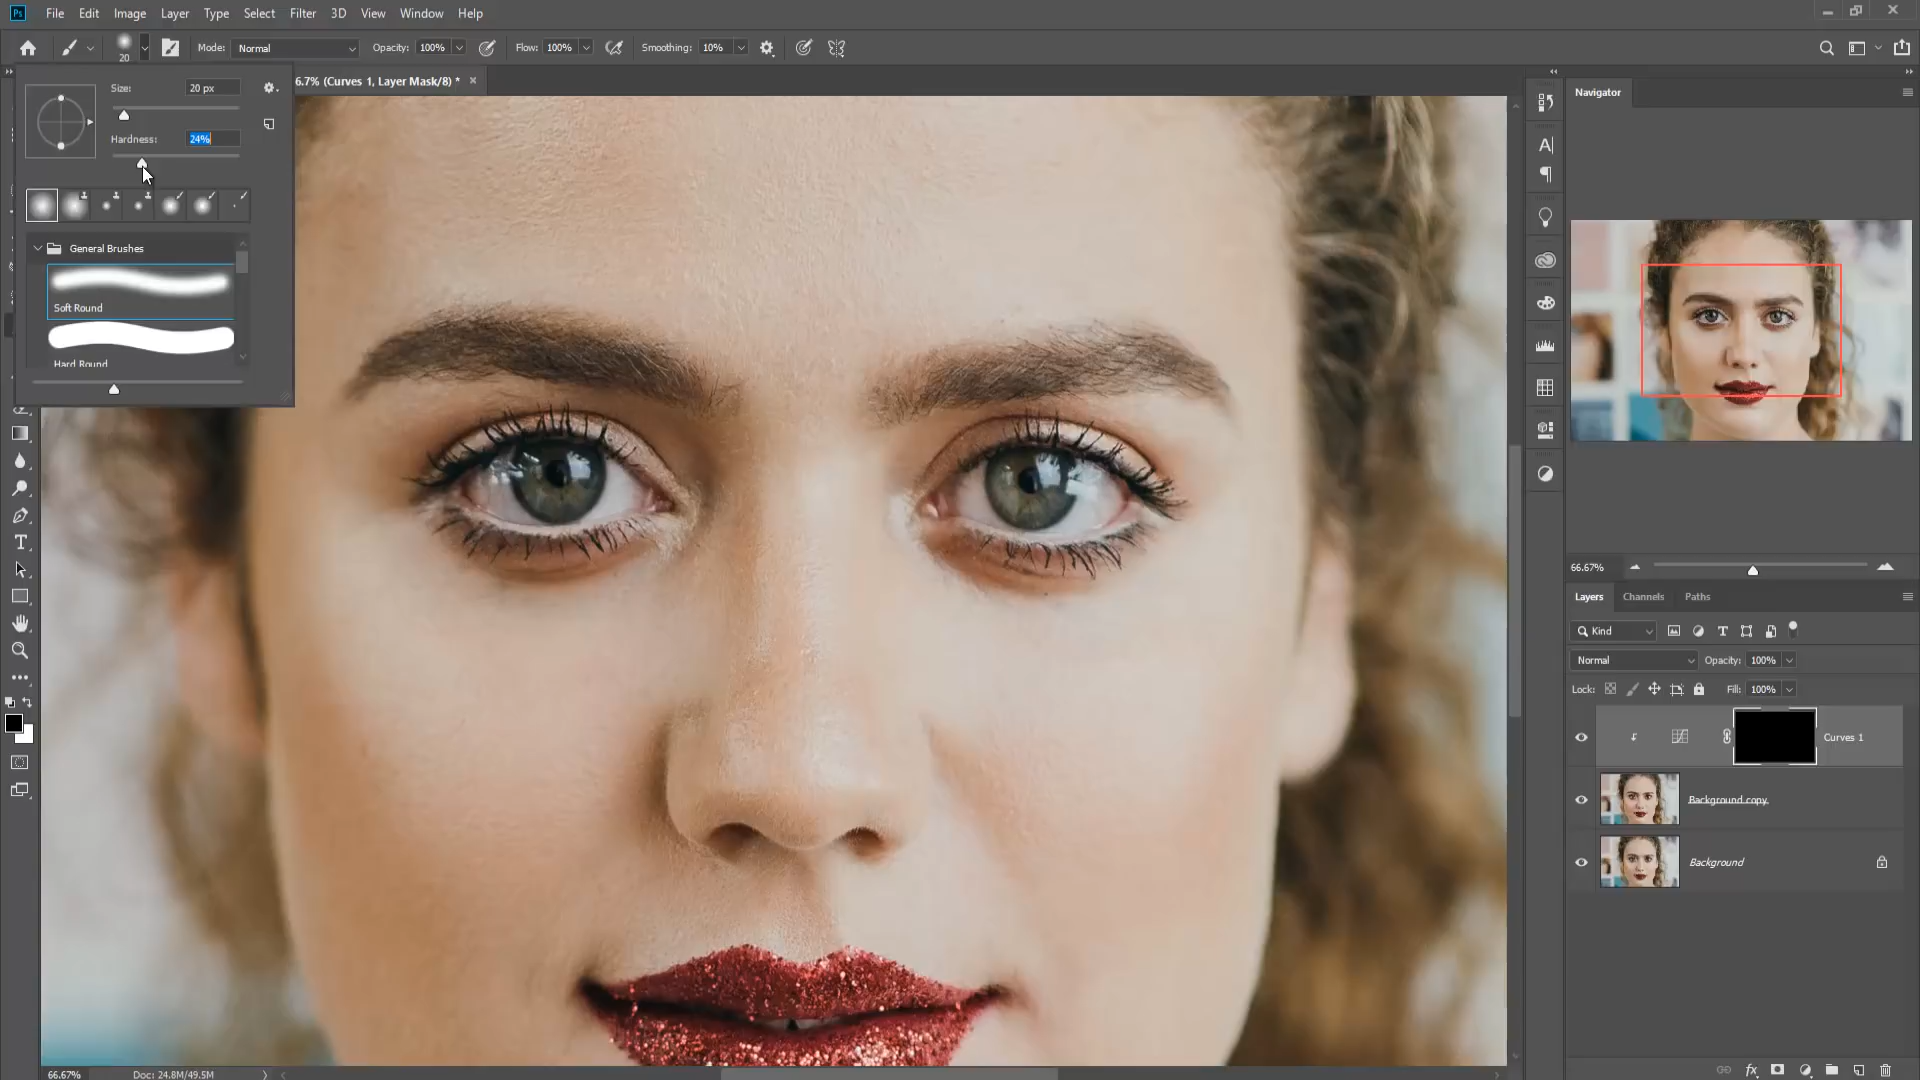 Ps File Edit Image Layer Type Select Filter 3D View Window Help
20 Mode: Normal Opacity: 100% Flow: 100% Smoothing: 10%
6.7% (Curves 1, Layer Mask/8) * ×
Size: 20 px
Hardness: 24%
General Brushes
Soft Round
Hard Round
Navigator
66.67%
Layers Channels Paths
Kind
Normal Opacity: 100%
Lock: Fill: 100%
Curves 1
Background copy
Background
fx
66.67% Doc: 24.8M/49.5M